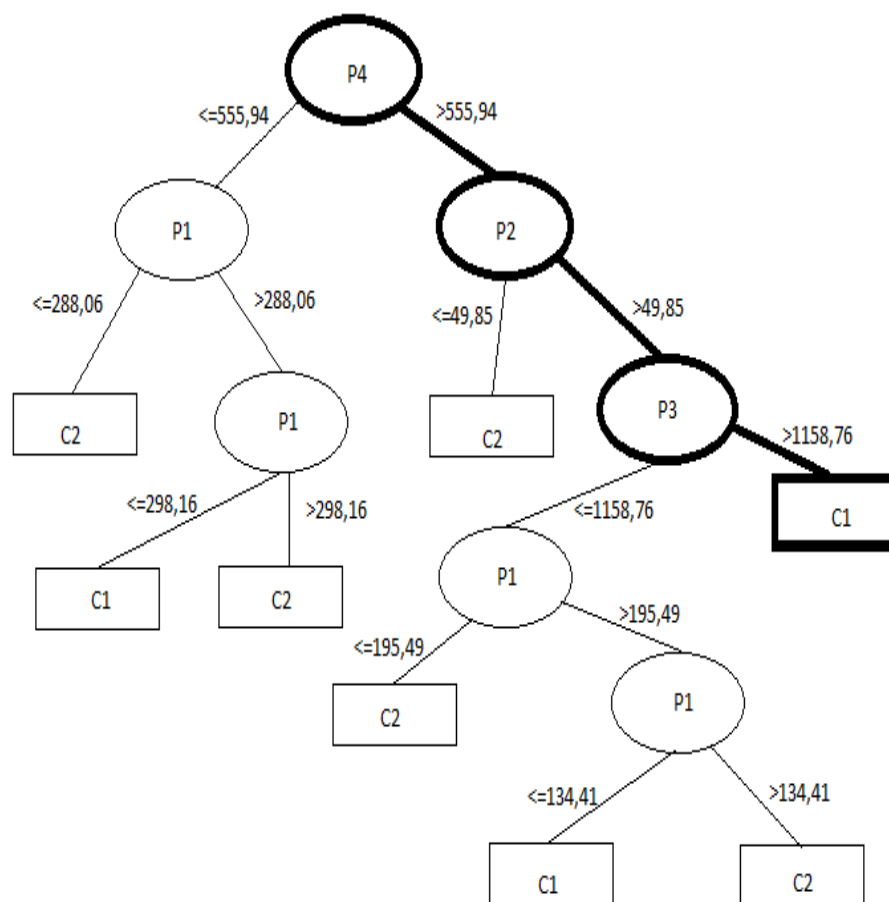 P4
<=555,94
>555,94
P1
P2
<=288,06
>288,06
<=49,85
>49,85
C2
P1
C2
P3
>1158,76
<=298,16
>298,16
<=1158,76
C1
C1
C2
P1
<=195,49
>195,49
C2
P1
<=134,41
>134,41
C1
C2